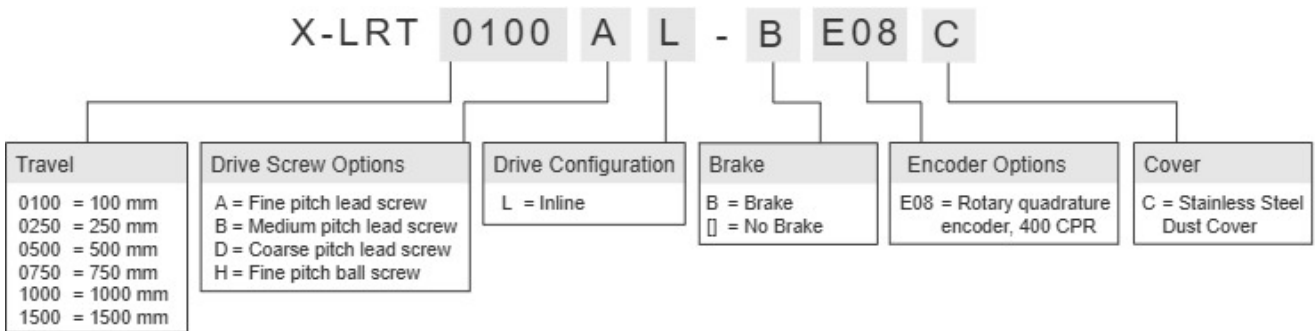 X-LRT 0100 A L - B E08 C
Travel
0100 = 100 mm
0250 = 250 mm
0500 = 500 mm
0750 = 750 mm
1000 = 1000 mm
1500 = 1500 mm
Drive Screw Options
A = Fine pitch lead screw
B = Medium pitch lead screw
D = Coarse pitch lead screw
H = Fine pitch ball screw
Drive Configuration
L = Inline
Brake
B = Brake
[] = No Brake
Encoder Options
E08 = Rotary quadrature
encoder, 400 CPR
Cover
C = Stainless Steel
Dust Cover